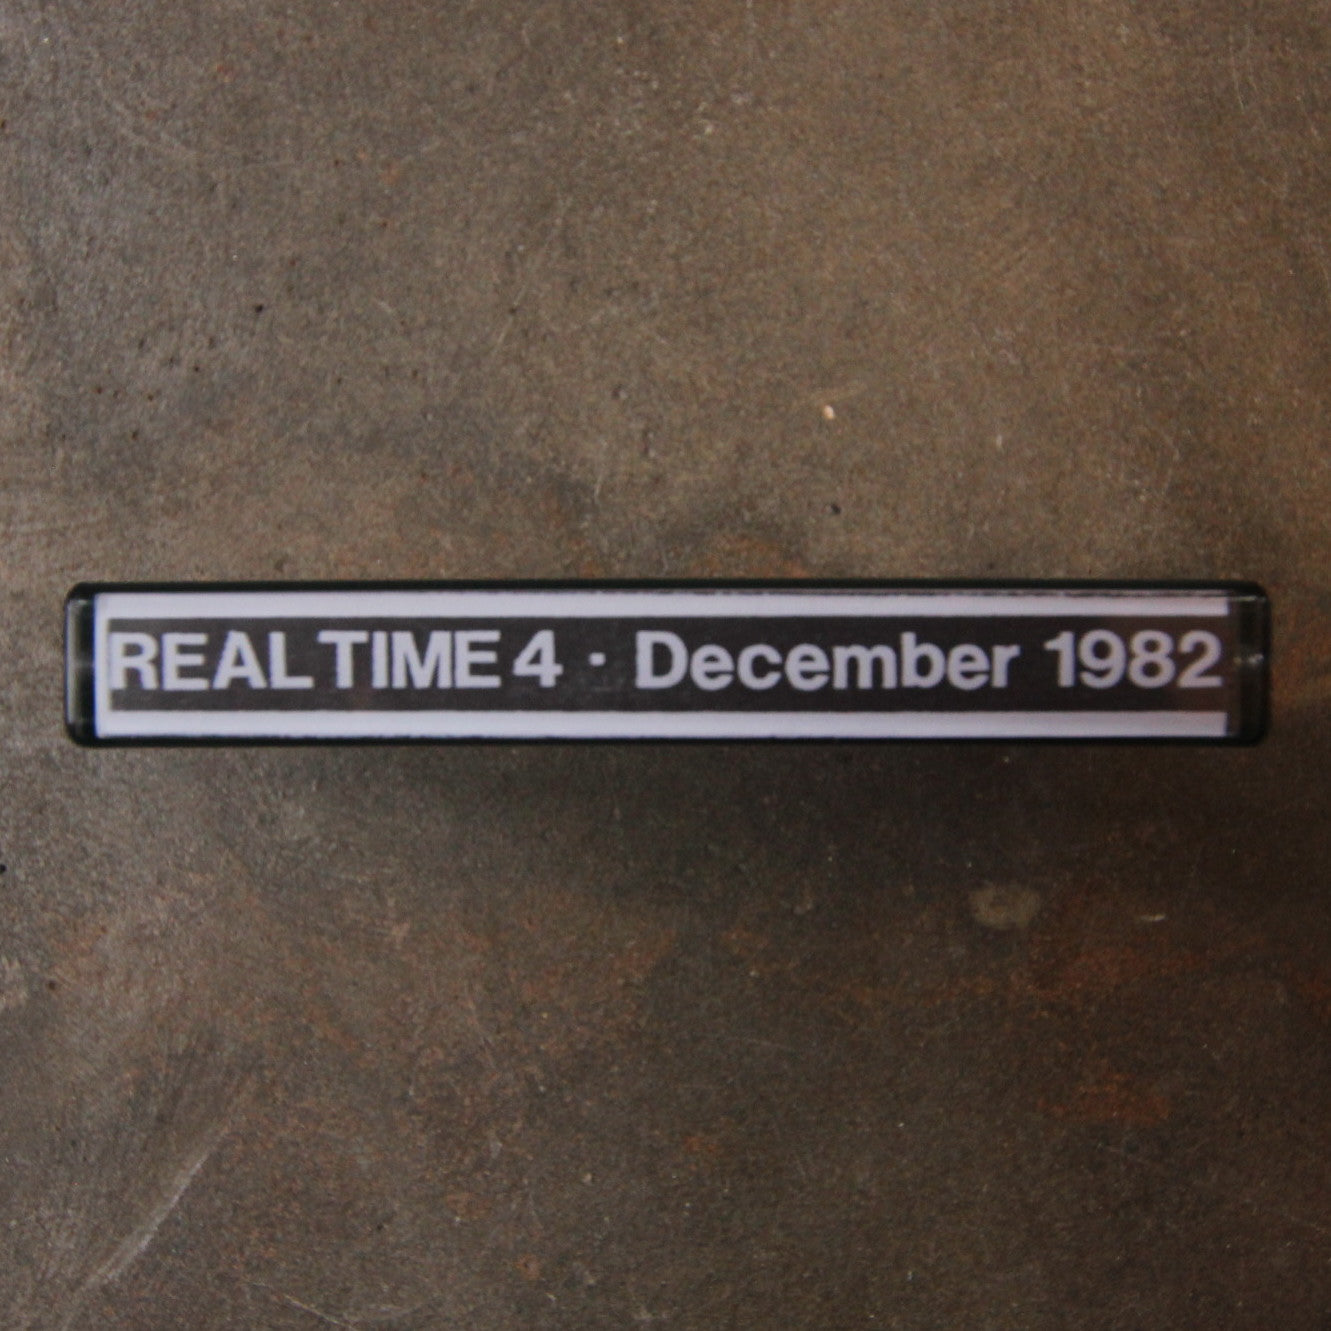 REAL TIME 4 · December 1982